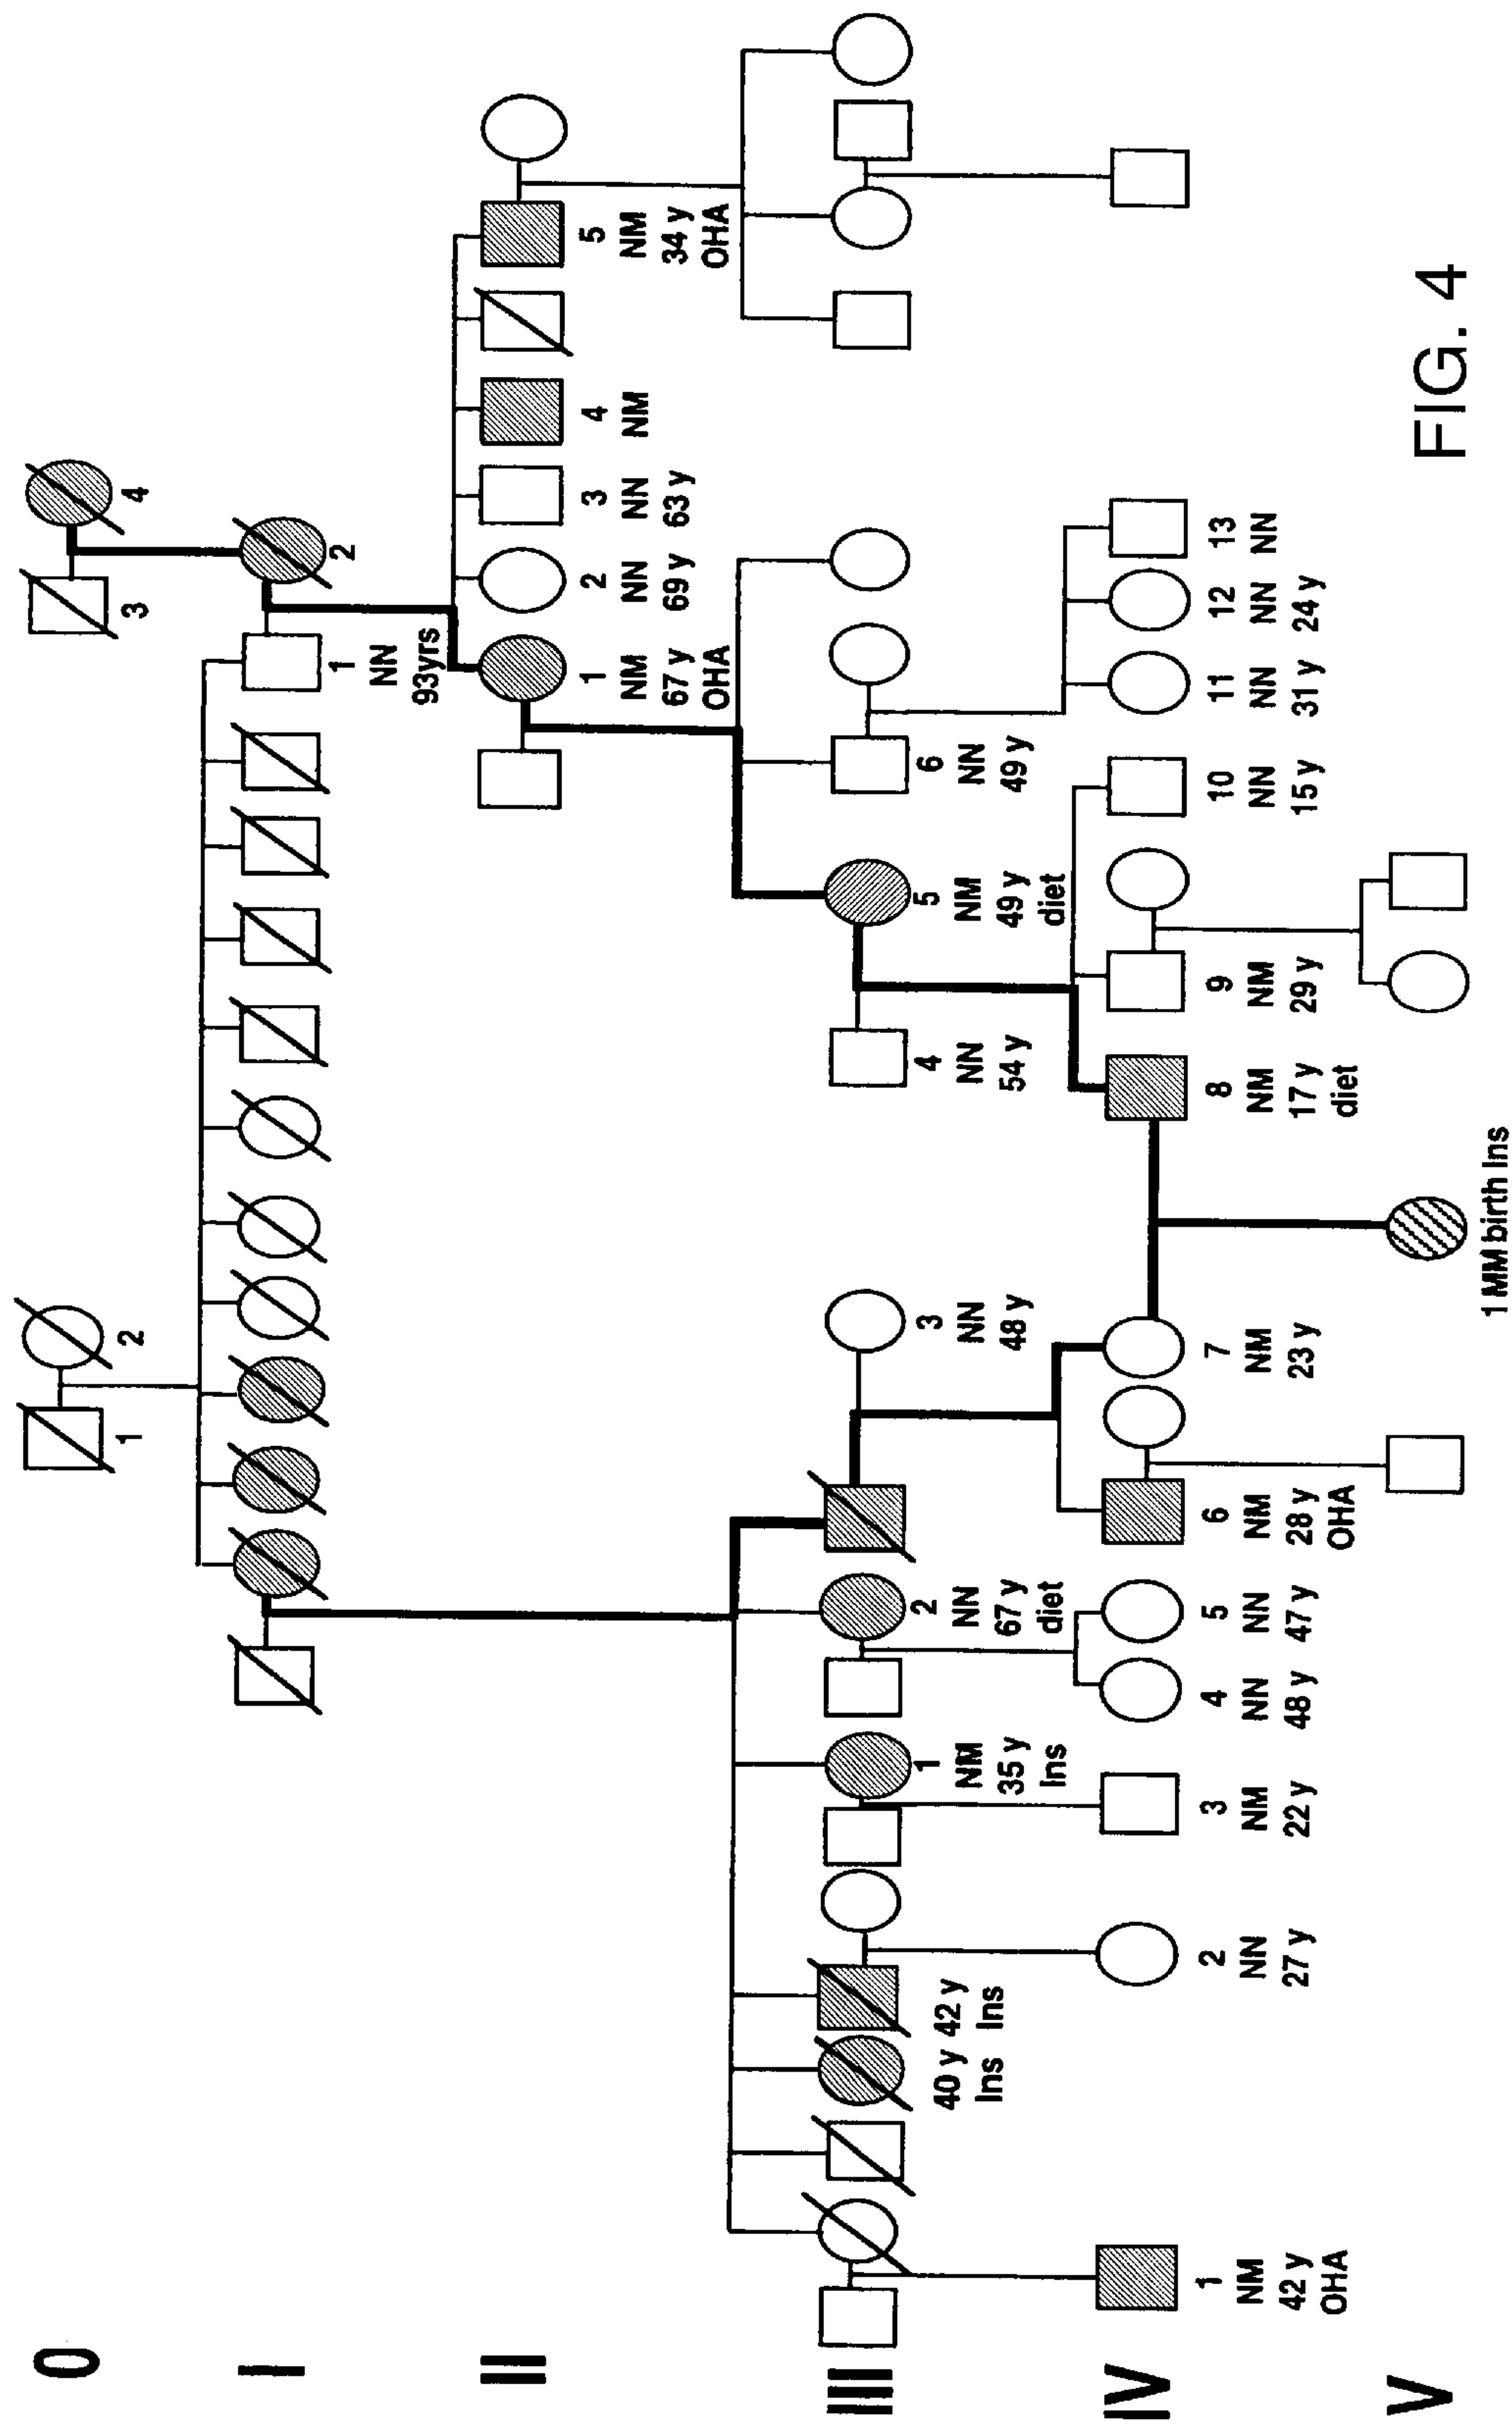 0
1
2
3
4
I
1
NN
93yrs
2
II
1
NM
67 y
OHA
2
NN
69 y
3
NN
63 y
4
NM
5
NM
34 y
OHA
III
40 y
Ins
42 y
Ins
1
NM
35 y
Ins
2
NN
67 y
diet
3
NN
48 y
4
NN
54 y
5
NM
49 y
diet
6
NN
49 y
IV
1
NM
42 y
OHA
2
NN
27 y
3
NM
22 y
4
NN
48 y
5
NN
47 y
6
NM
28 y
OHA
7
NM
23 y
8
NM
17 y
diet
9
NM
29 y
10
NN
15 y
11
NN
31 y
12
NN
24 y
13
NN
V
1 MM birth Ins
FIG. 4